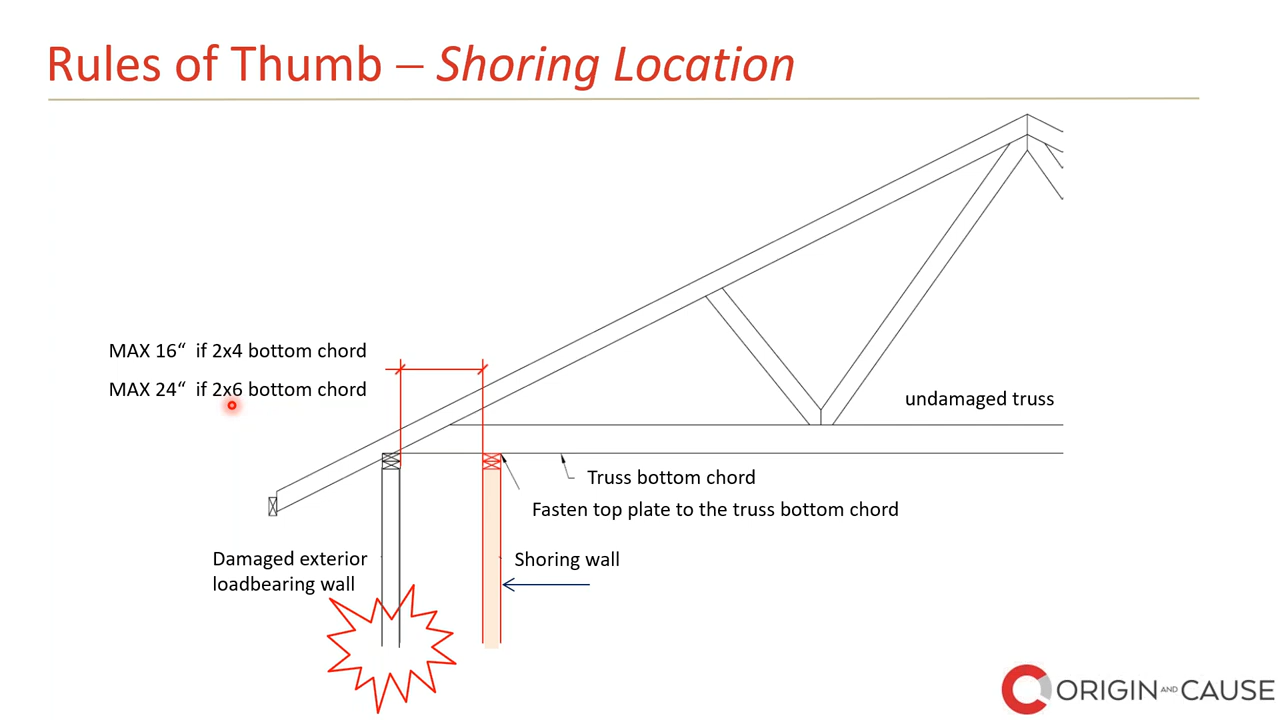 Rules of Thumb – Shoring Location
MAX 16“ if 2x4 bottom chord
MAX 24“ if 2x6 bottom chord
undamaged truss
Truss bottom chord
Fasten top plate to the truss bottom chord
Damaged exterior
loadbearing wall
Shoring wall
ORIGIN AND CAUSE